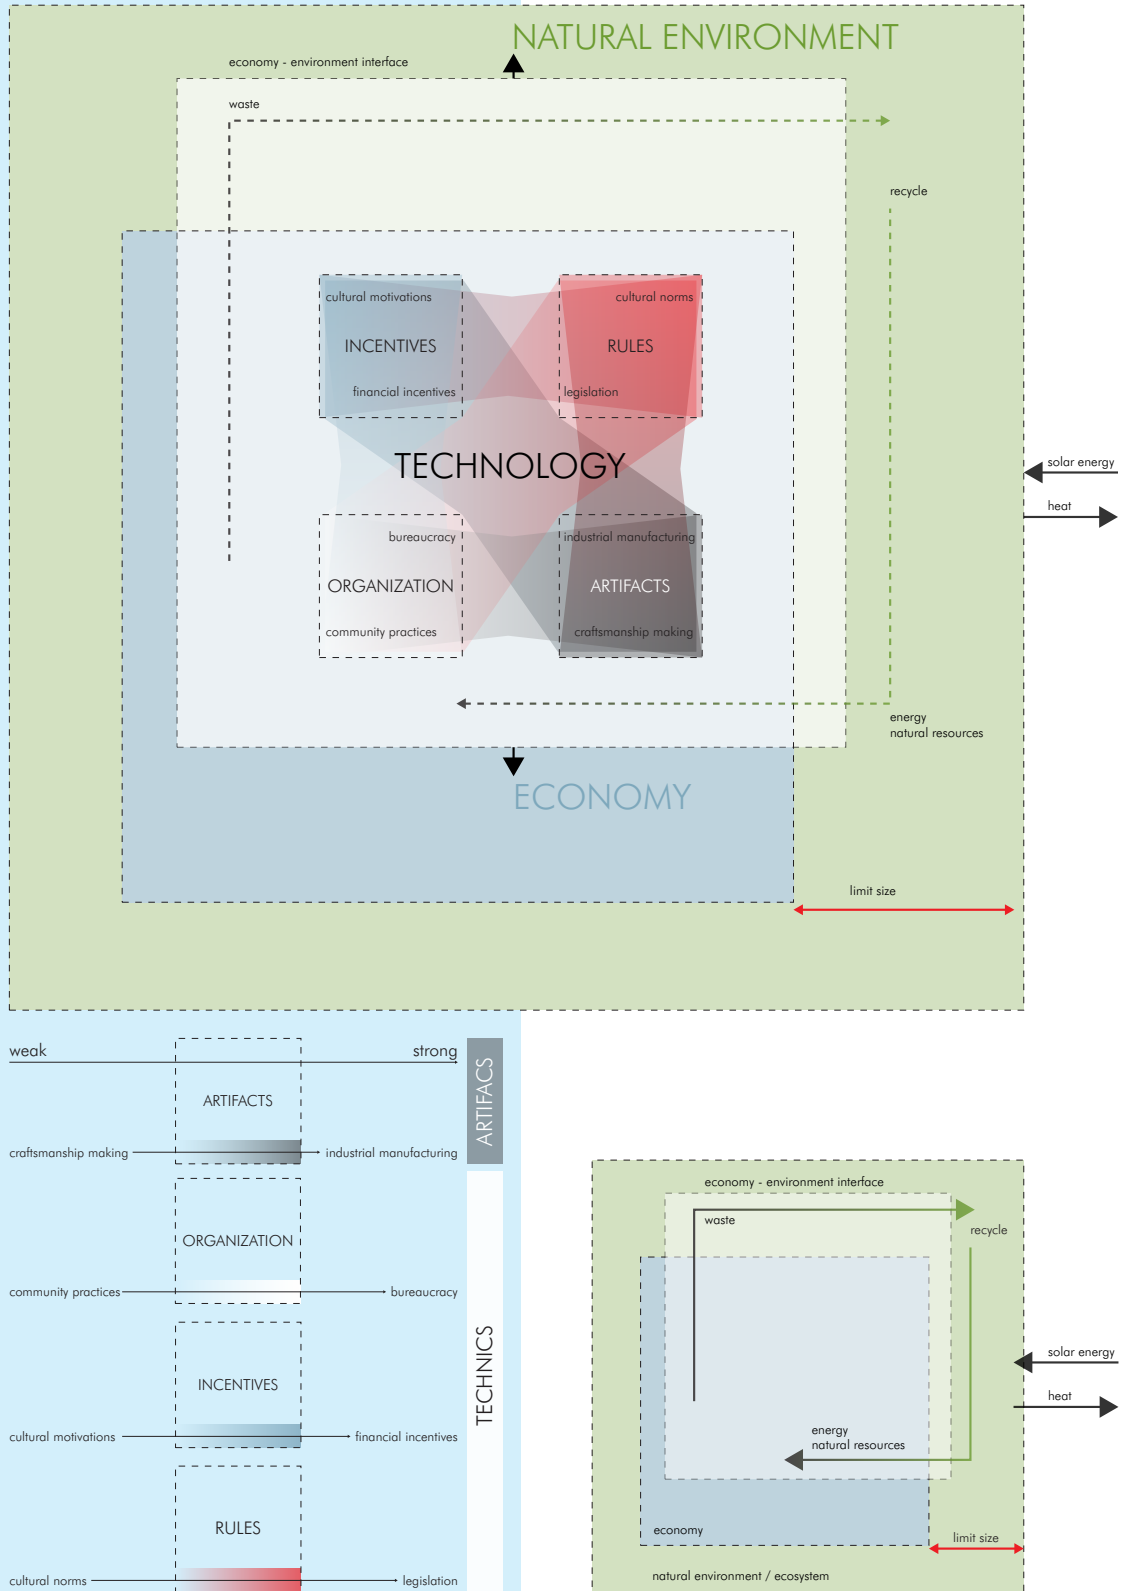 NATURAL ENVIRONMENT
economy - environment interface
waste
recycle
cultural motivations
cultural norms
INCENTIVES
RULES
financial incentives
legislation
TECHNOLOGY
solar energy
heat
bureaucracy
industrial manufacturing
ORGANIZATION
ARTIFACTS
community practices
craftsmanship making
energy
natural resources
ECONOMY
limit size
weak
strong
ARTIFACTS
craftsmanship making
industrial manufacturing
ARTIFACS
ORGANIZATION
community practices
bureaucracy
INCENTIVES
cultural motivations
financial incentives
TECHNICS
RULES
cultural norms
legislation
economy - environment interface
waste
recycle
solar energy
heat
energy
natural resources
economy
limit size
natural environment / ecosystem